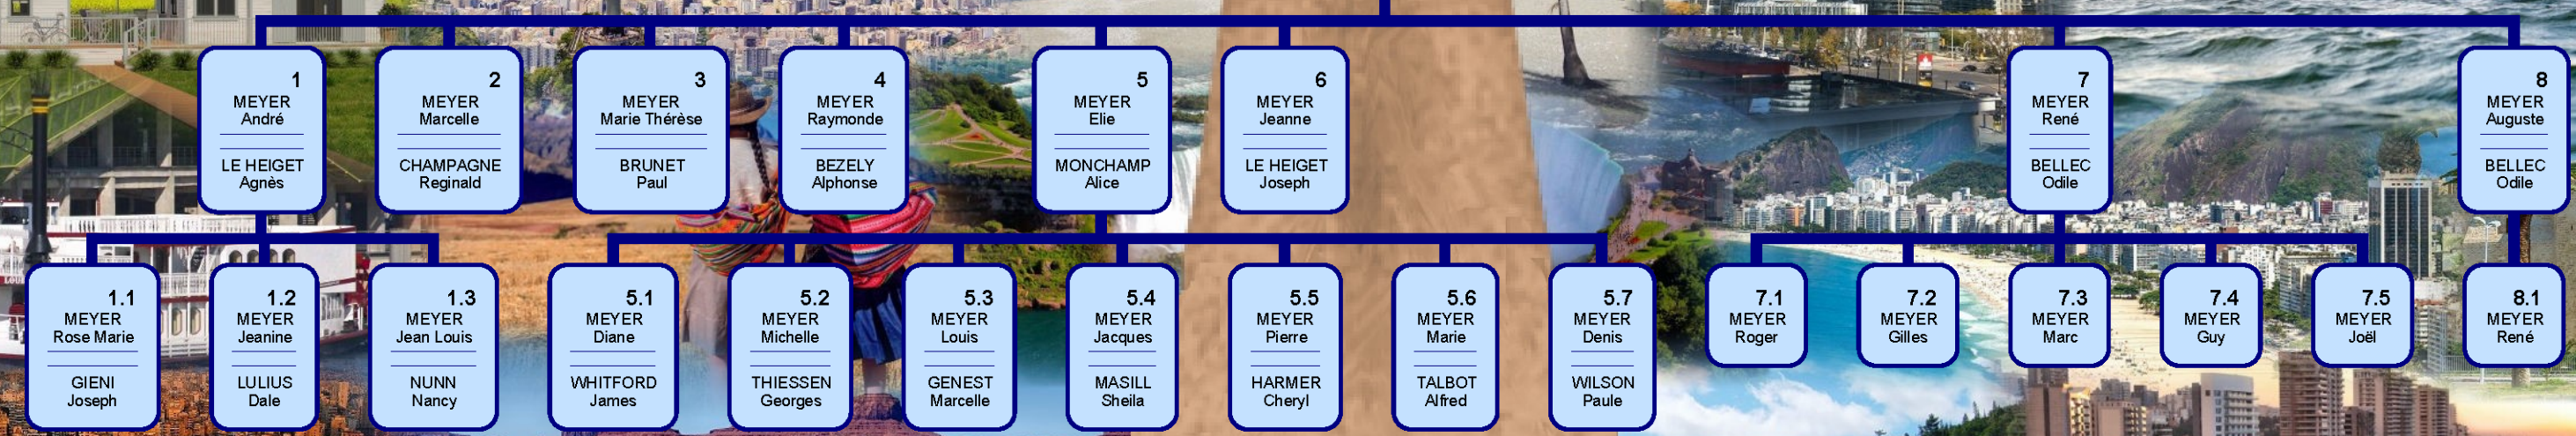 1
MEYER
André
LE HEIGET
Agnès
2
MEYER
Marcelle
CHAMPAGNE
Reginald
3
MEYER
Marie Thérèse
BRUNET
Paul
4
MEYER
Raymonde
BEZELY
Alphonse
5
MEYER
Elie
MONCHAMP
Alice
6
MEYER
Jeanne
LE HEIGET
Joseph
7
MEYER
René
BELLEC
Odile
8
MEYER
Auguste
BELLEC
Odile
1.1
MEYER
Rose Marie
GIENI
Joseph
1.2
MEYER
Jeanine
LULIUS
Dale
1.3
MEYER
Jean Louis
NUNN
Nancy
5.1
MEYER
Diane
WHITFORD
James
5.2
MEYER
Michelle
THIESSEN
Georges
5.3
MEYER
Louis
GENEST
Marcelle
5.4
MEYER
Jacques
MASILL
Sheila
5.5
MEYER
Pierre
HARMER
Cheryl
5.6
MEYER
Marie
TALBOT
Alfred
5.7
MEYER
Denis
WILSON
Paule
7.1
MEYER
Roger
7.2
MEYER
Gilles
7.3
MEYER
Marc
7.4
MEYER
Guy
7.5
MEYER
Joël
8.1
MEYER
René